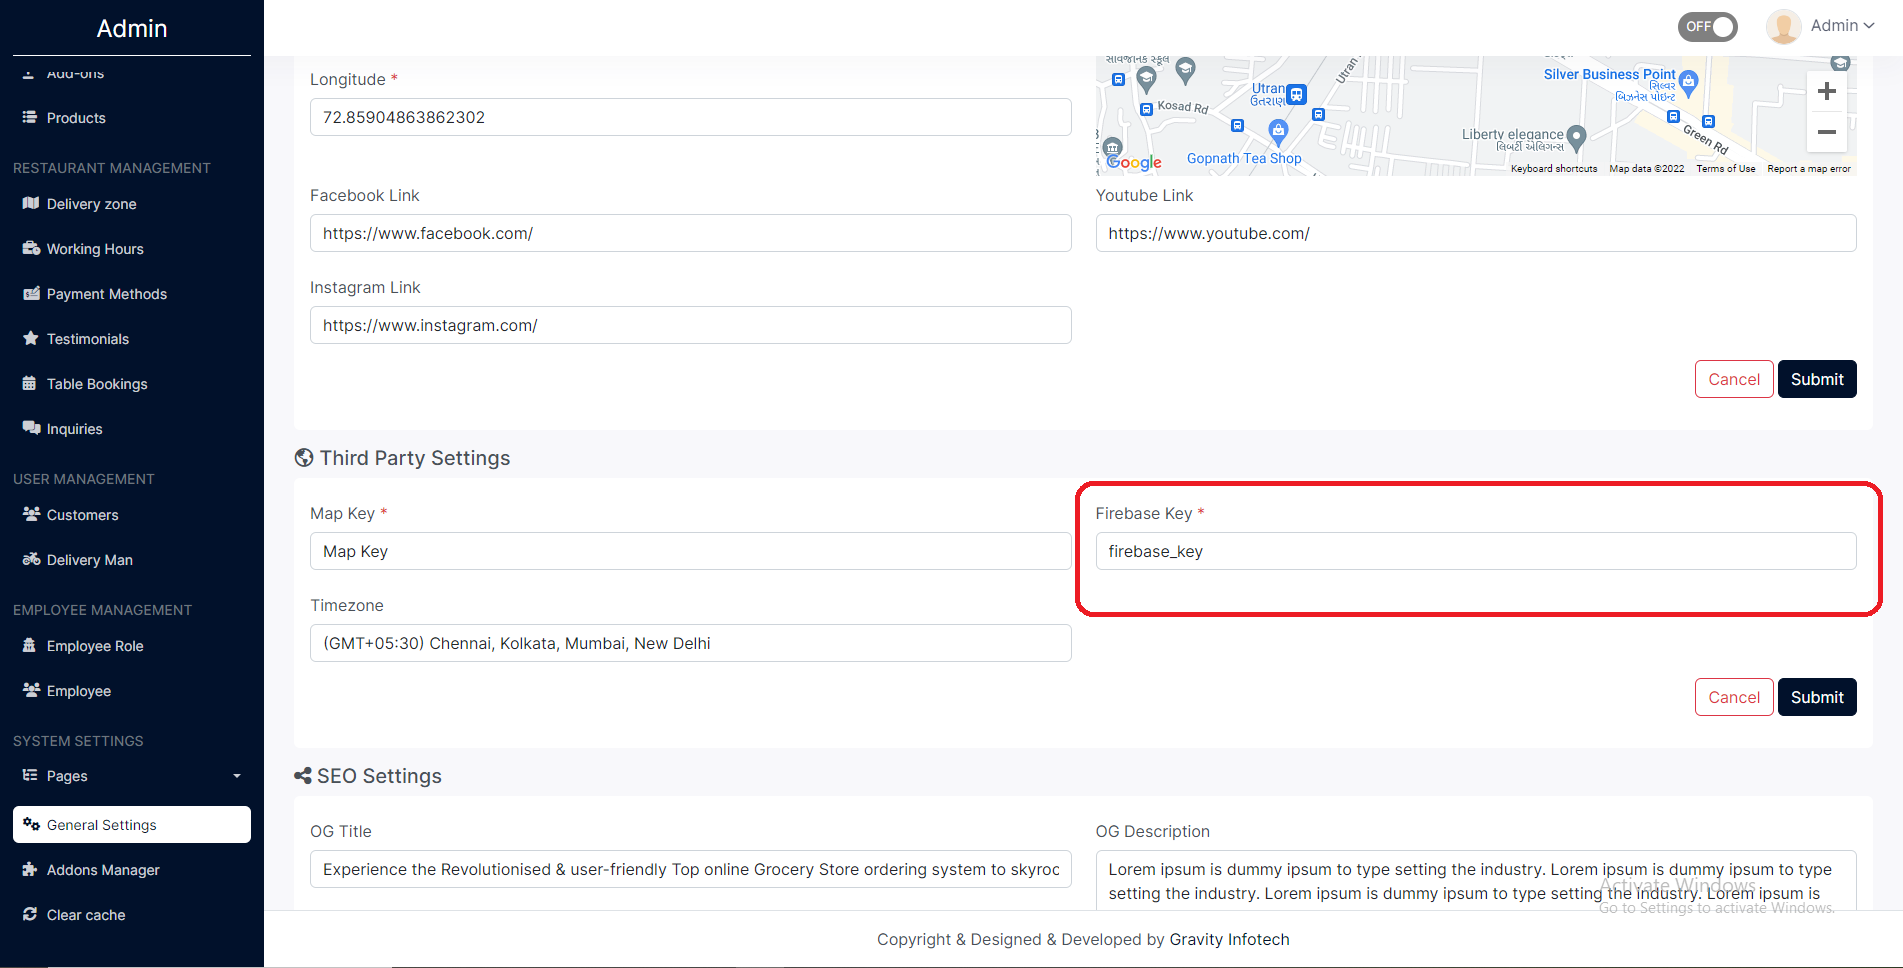 Admin
Add-ons
Products
RESTAURANT MANAGEMENT
Delivery zone
Working Hours
Payment Methods
Testimonials
Table Bookings
Inquiries
USER MANAGEMENT
Customers
Delivery Man
EMPLOYEE MANAGEMENT
Employee Role
Employee
SYSTEM SETTINGS
Pages
General Settings
Addons Manager
Clear cache
OFF
Admin
Longitude *
72.85904863862302
સાર્વજનિક સ્કૂલ
Utran
Utran
ઉતરાણ
Kosad Rd
Silver Business Point
સિલ્વર
બિઝનેસ પોઇન્ટ
Liberty elegance
લિબર્ટી એલિગન્સ
Green Rd
Gopnath Tea Shop
Google
Keyboard shortcuts Map data ©2022 Terms of Use Report a map error
Facebook Link
https://www.facebook.com/
Youtube Link
https://www.youtube.com/
Instagram Link
https://www.instagram.com/
Cancel Submit
Third Party Settings
Map Key *
Map Key
Firebase Key *
firebase_key
Timezone
(GMT+05:30) Chennai, Kolkata, Mumbai, New Delhi
Cancel Submit
SEO Settings
OG Title
Experience the Revolutionised & user-friendly Top online Grocery Store ordering system to skyroc
OG Description
Lorem ipsum is dummy ipsum to type setting the industry. Lorem ipsum is dummy ipsum to type
setting the industry. Lorem ipsum is dummy ipsum to type setting the industry. Lorem ipsum is
Activate Windows
Go to Settings to activate Windows.
Copyright & Designed & Developed by Gravity Infotech